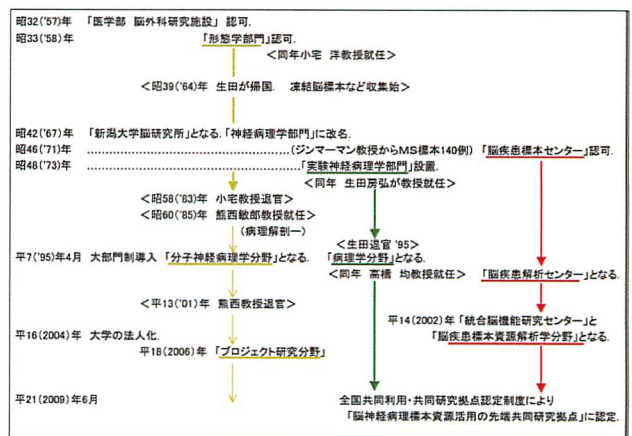 昭32('57)年 「医学部 脳外科研究施設」 認可.
昭33('58)年 「形態学部門」認可.
<同年小宅 洋教授就任>
<昭39('64)年 生田が帰国. 凍結脳標本など収集始>
昭42('67)年 「新潟大学脳研究所」となる.「神経病理学部門」に改名.
昭46('71)年 ……………………………(ジンマーマン教授からMS標本140例) 「脳疾患標本センター」認可.
昭48('73)年 ……………………………「実験神経病理学部門」設置.
<同年 生田房弘が教授就任>
<昭58('83)年 小宅教授退官>
<昭60('85)年 熊西敏郎教授就任>
(病理解剖一)
<生田退官 '95>
平7('95)年4月 大部門制導入 「分子神経病理学分野」となる. 「病理学分野」となる.
<同年 高橋 均教授就任> 「脳疾患解析センター」となる.
<平13('01)年 熊西教授退官>
平14(2002)年「統合脳機能研究センター」と
平16(2004)年 大学の法人化.
「脳疾患標本資源解析学分野」となる.
平18(2006)年 「プロジェクト研究分野」
平21(2009)年6月 全国共同利用・共同研究拠点認定制度により
「脳神経病理標本資源活用の先端共同研究拠点」に認定.